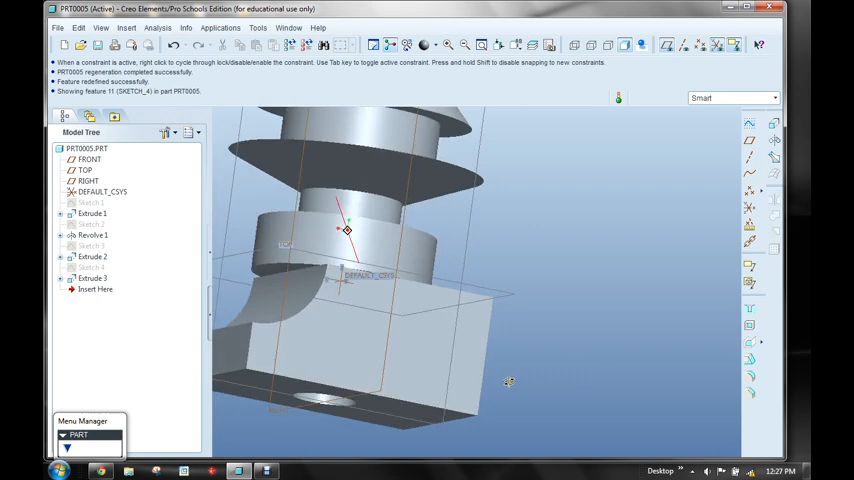 PRT0005 (Active) - Creo Elements/Pro Schools Edition (for educational use only)
File Edit View Insert Analysis Info Applications Tools Window Help
• When a constraint is active, right click to cycle through lock/disable/enable the constraint. Use Tab key to toggle active constraint. Press and hold Shift to disable snapping to new constraints.
• PRT0005 regeneration completed successfully.
• Feature redefined successfully.
• Showing feature 11 (SKETCH_4) in part PRT0005.
Smart
Model Tree
PRT0005.PRT
FRONT
TOP
RIGHT
DEFAULT_CSYS
Sketch 1
Extrude 1
Sketch 2
Revolve 1
Sketch 3
Extrude 2
Sketch 4
Extrude 3
Insert Here
DEFAULT_CSYS
Menu Manager
PART
Desktop
12:27 PM